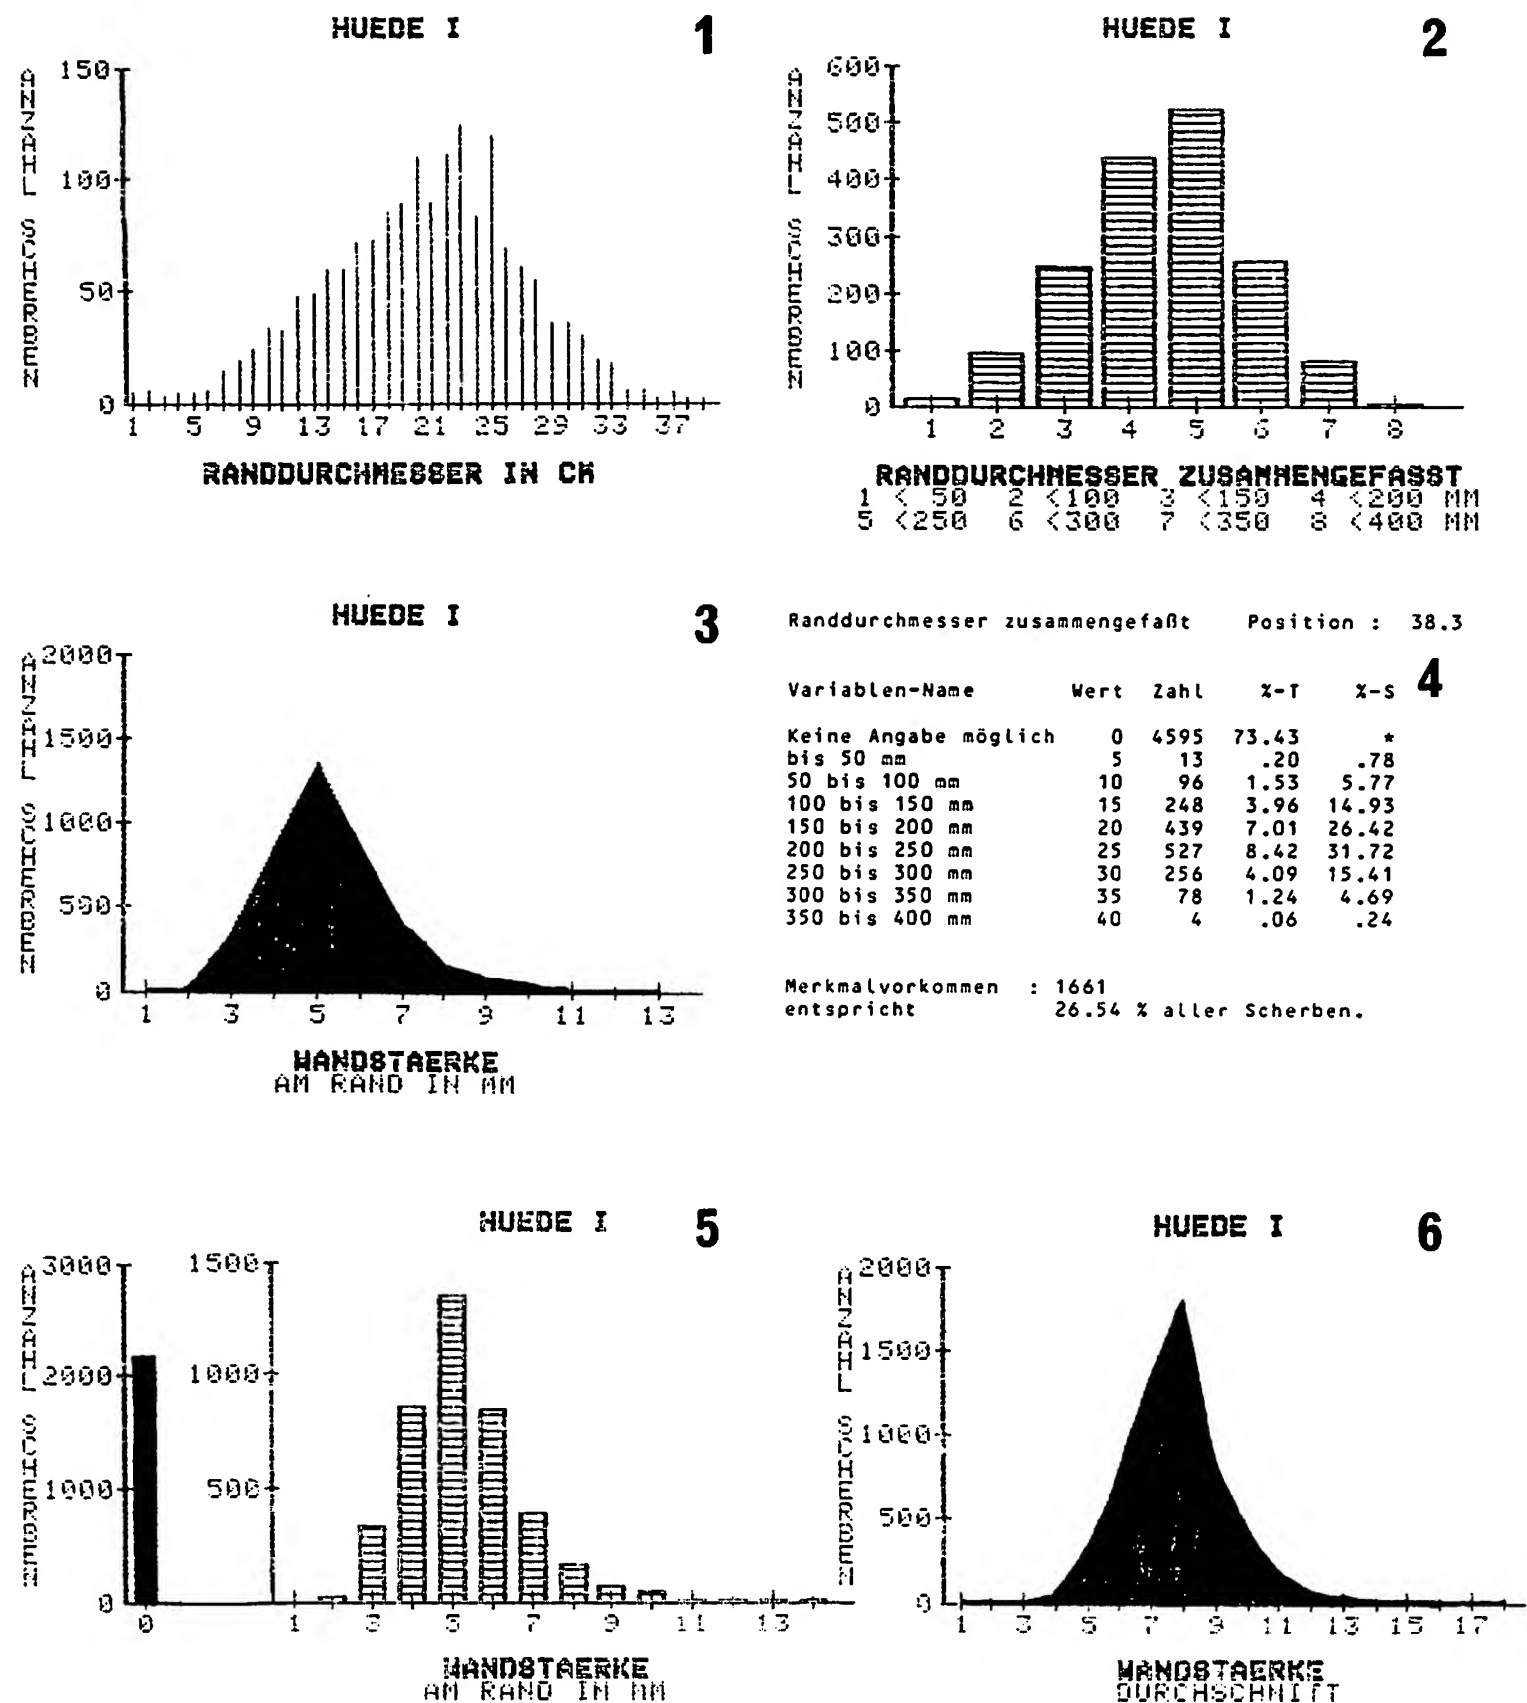 HUEDE I 1
ANZAHL SCHERBEN
150
100
50
0
1 5 9 13 17 21 25 29 33 37
RANDDURCHMESSER IN CM
HUEDE I 2
ANZAHL SCHERBEN
600
500
400
300
200
100
0
1 2 3 4 5 6 7 8
RANDDURCHMESSER ZUSAMMENGEFASST
1 < 50 2 <100 3 <150 4 <200 MM
5 <250 6 <300 7 <350 8 <400 MM
HUEDE I 3
ANZAHL SCHERBEN
2000
1500
1000
500
0
1 3 5 7 9 11 13
WANDSTAERKE
AM RAND IN MM
Randdurchmesser zusammengefaßt Position : 38.3
4
Variablen-Name Wert Zahl %-T %-S
Keine Angabe möglich 0 4595 73.43 *
bis 50 mm 5 13 .20 .78
50 bis 100 mm 10 96 1.53 5.77
100 bis 150 mm 15 248 3.96 14.93
150 bis 200 mm 20 439 7.01 26.42
200 bis 250 mm 25 527 8.42 31.72
250 bis 300 mm 30 256 4.09 15.41
300 bis 350 mm 35 78 1.24 4.69
350 bis 400 mm 40 4 .06 .24
Merkmalvorkommen : 1661
entspricht 26.54 % aller Scherben.
HUEDE I 5
ANZAHL SCHERBEN
3000
2000
1000
0
1500
1000
500
0 1 3 5 7 9 11 13
WANDSTAERKE
AM RAND IN MM
HUEDE I 6
ANZAHL SCHERBEN
2000
1500
1000
500
0
1 3 5 7 9 11 13 15 17
WANDSTAERKE
DURCHSCHNITT